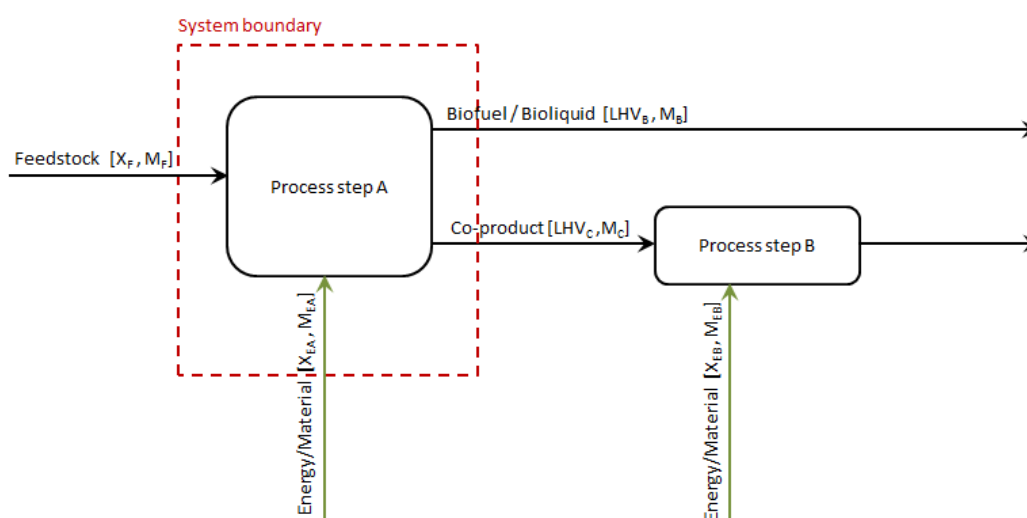 System boundary
Biofuel / Bioliquid [LHV_B, M_B]
Feedstock [X_F, M_F]
Process step A
Co-product [LHV_C, M_C]
Process step B
Energy/Material [X_EA, M_EA]
Energy/Material [X_EB, M_EB]